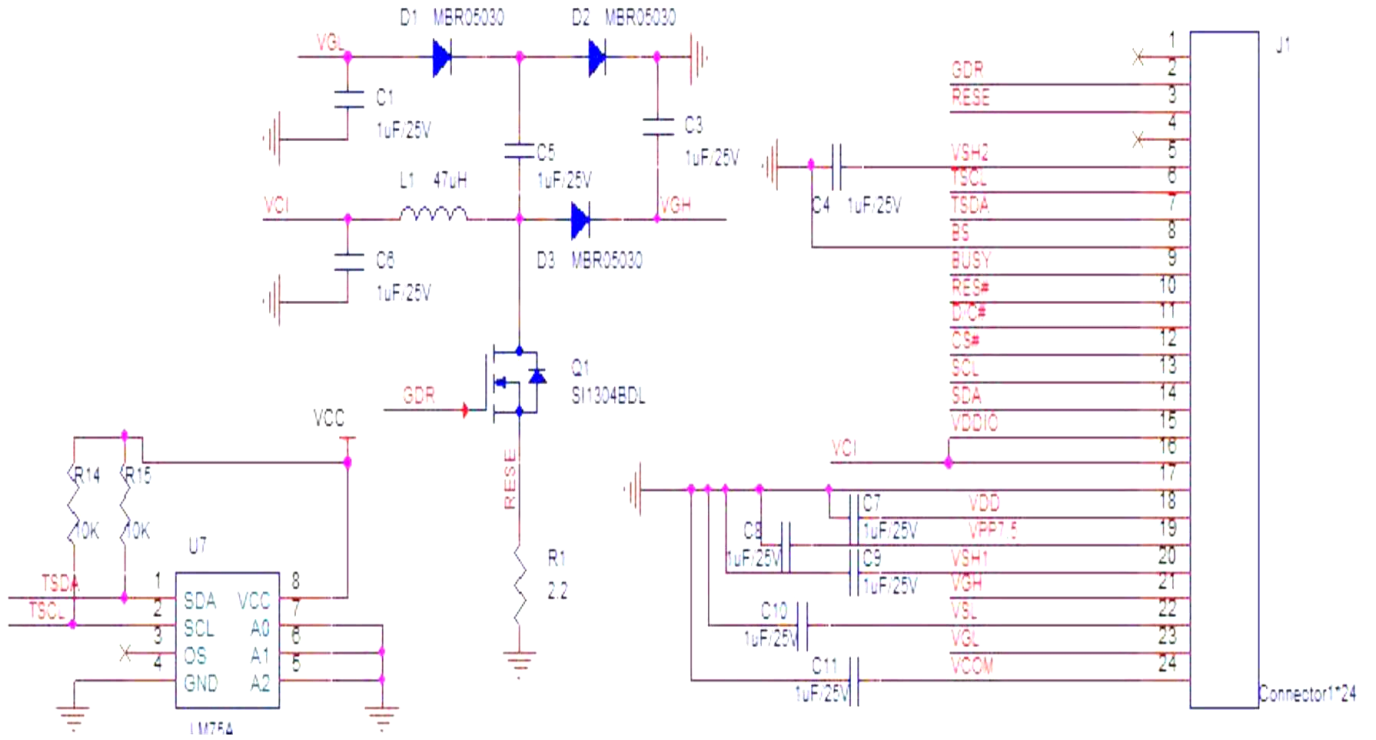 D1 MBR05030
D2 MBR05030
VGL
C1
1uF/25V
C3
1uF/25V
C5
1uF/25V
L1 47uH
VCI
VGH
C6
1uF/25V
D3 MBR05030
Q1
SI1304BDL
GDR
RESE
R1
2.2
VCC
R14
R15
10K
10K
U7
TSDA
TSCL
1
2
3
4
SDA
SCL
OS
GND
VCC
A0
A1
A2
8
7
6
5
LM75A
J1
1
2
GDR
3
RESE
4
5
VSH2
C4 1uF/25V
6
TSCL
7
TSDA
8
BS
9
BUSY
10
RES#
11
D/C#
12
CS#
13
SCL
14
SDA
15
VDDIO
16
VCI
17
18
C7
1uF/25V
VDD
19
C8
1uF/25V
VPP7.5
20
C9
1uF/25V
VSH1
21
VGH
22
C10
1uF/25V
VSL
23
VGL
24
C11
1uF/25V
VCOM
Connector1*24